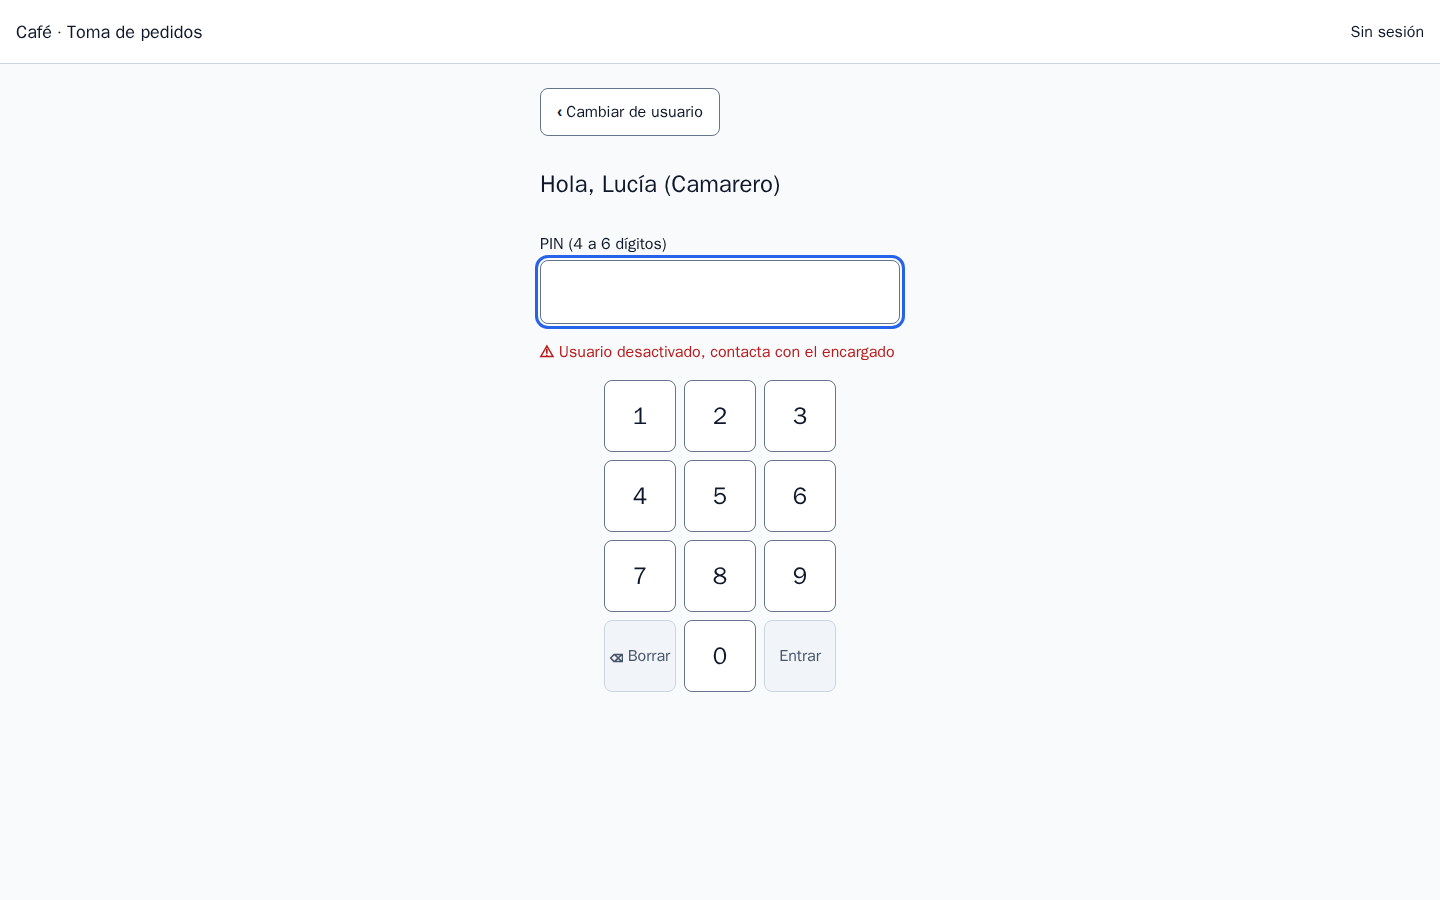 Café · Toma de pedidos
Sin sesión
‹ Cambiar de usuario
Hola, Lucía (Camarero)
PIN (4 a 6 dígitos)
⚠ Usuario desactivado, contacta con el encargado
1 2 3
4 5 6
7 8 9
⌫ Borrar 0 Entrar